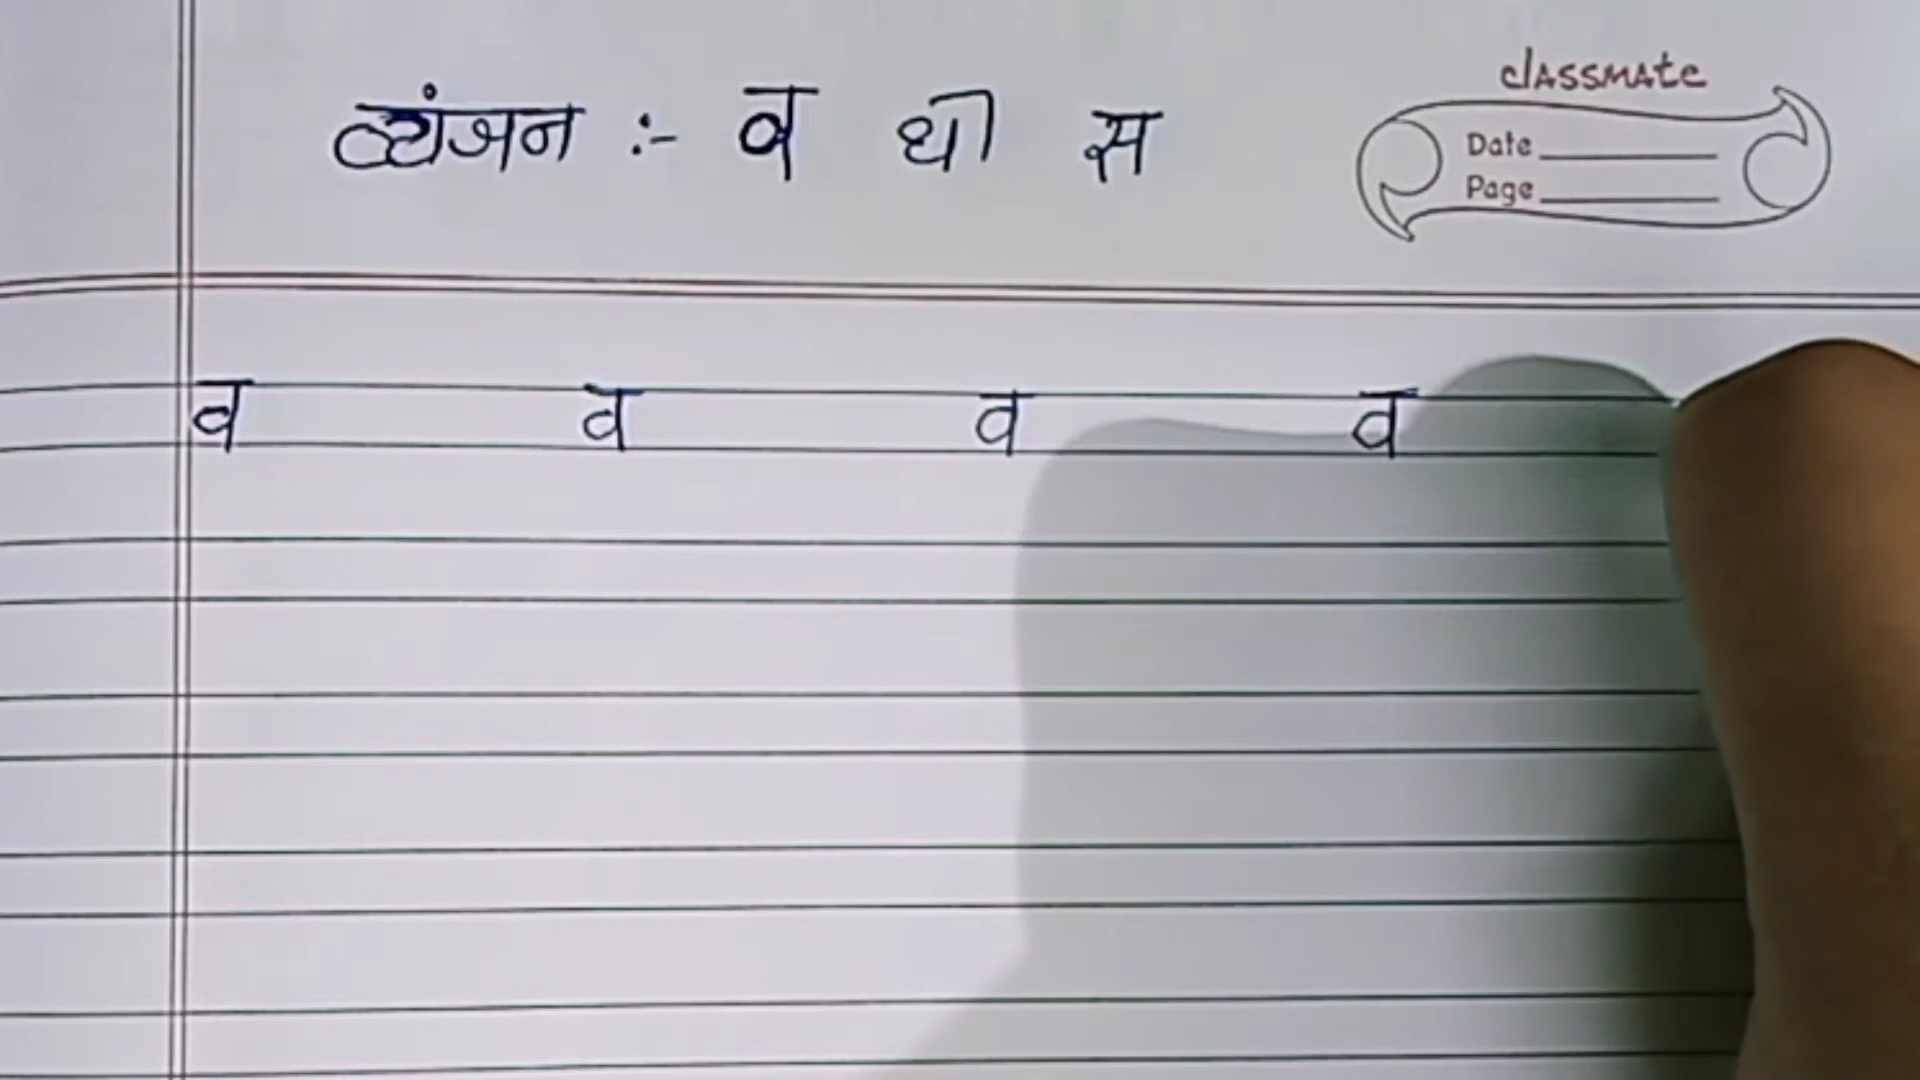 व्यंजन :- व श स
classmate
Date
Page
व व व व